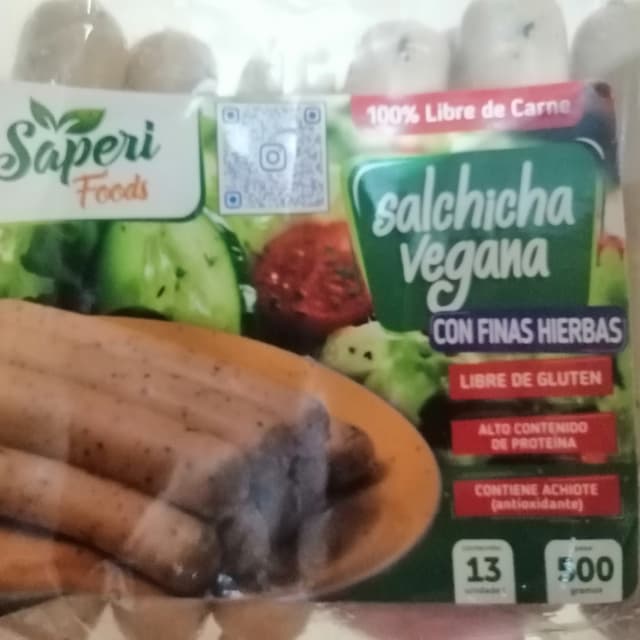 Saperi
Foods
100% Libre de Carne
salchicha
vegana
CON FINAS HIERBAS
LIBRE DE GLUTEN
ALTO CONTENIDO
DE PROTEÍNA
CONTIENE ACHIOTE
(antioxidante)
13
unidades
500
gramos